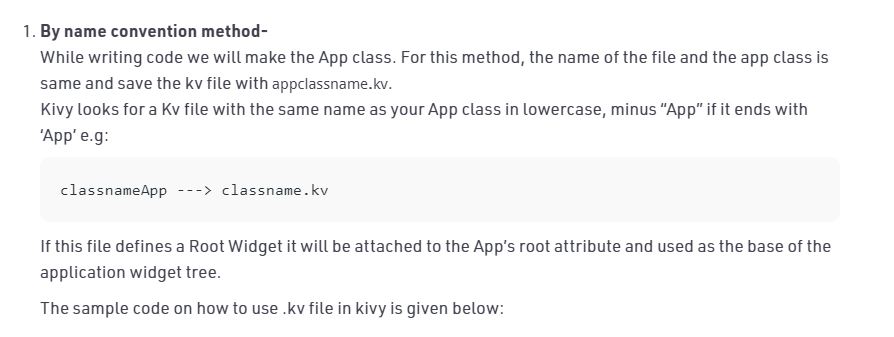 1. By name convention method-
While writing code we will make the App class. For this method, the name of the file and the app class is
same and save the kv file with appclassname.kv.
Kivy looks for a Kv file with the same name as your App class in lowercase, minus “App” if it ends with
‘App’ e.g:
classnameApp ---> classname.kv
If this file defines a Root Widget it will be attached to the App’s root attribute and used as the base of the
application widget tree.
The sample code on how to use .kv file in kivy is given below: